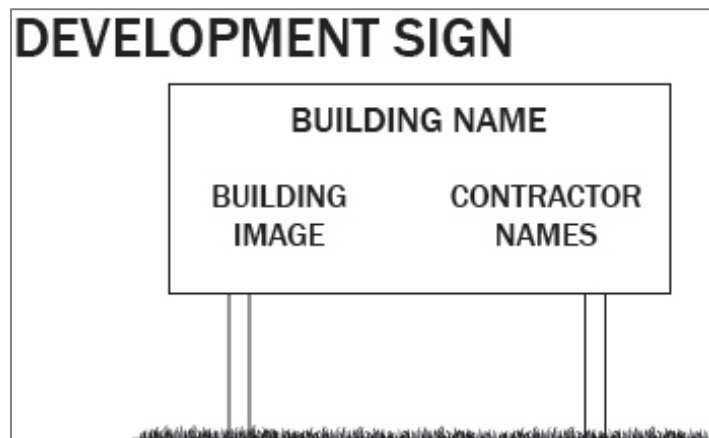 DEVELOPMENT SIGN
BUILDING NAME
BUILDING
IMAGE
CONTRACTOR
NAMES